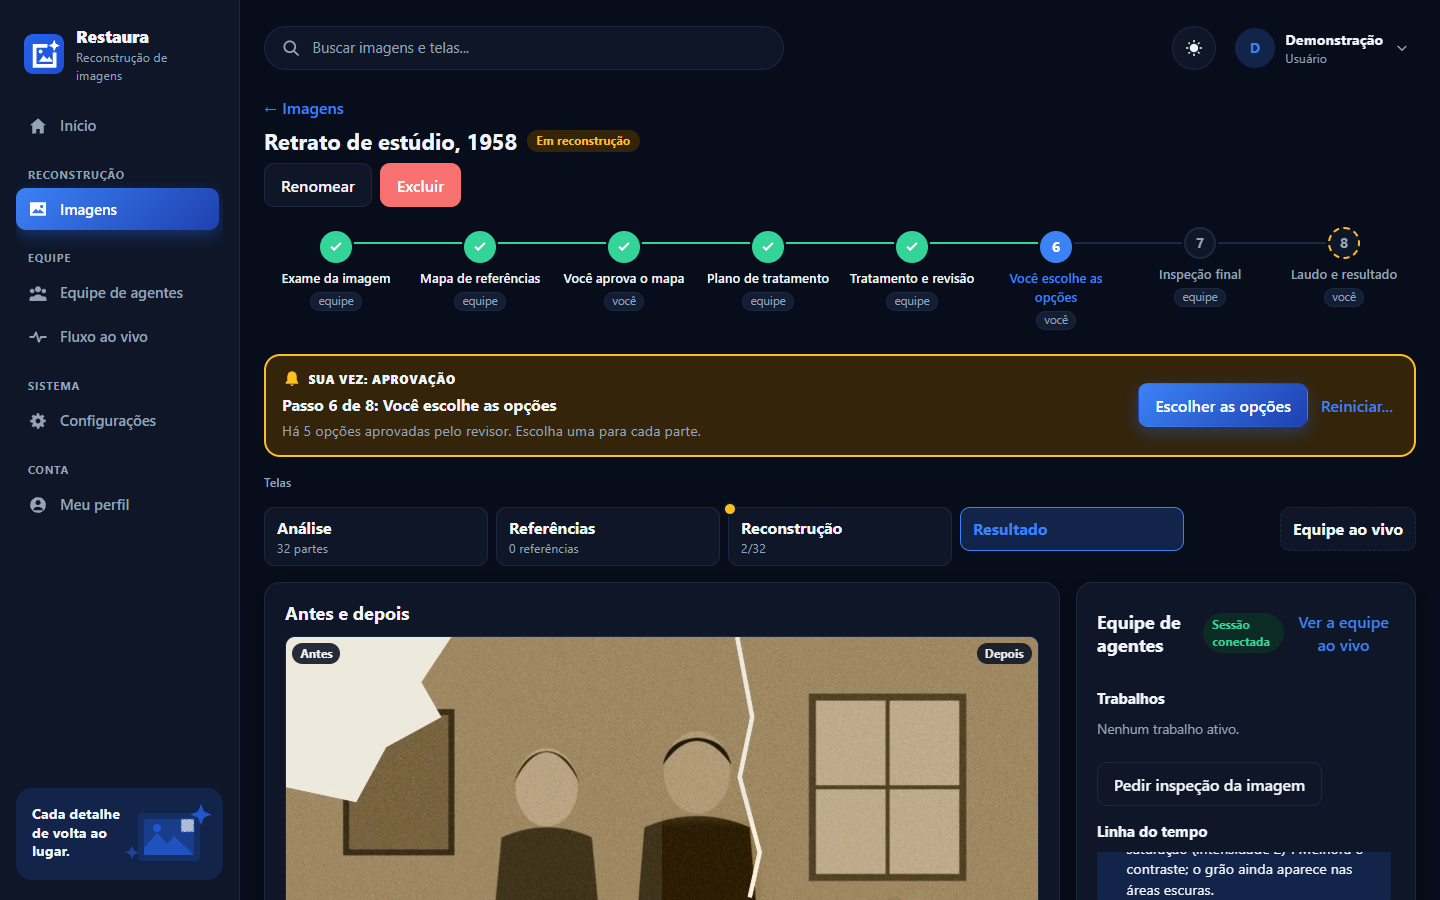 Restaura
Reconstrução de
imagens
Início
RECONSTRUÇÃO
Imagens
EQUIPE
Equipe de agentes
Fluxo ao vivo
SISTEMA
Configurações
CONTA
Meu perfil
Cada detalhe
de volta ao
lugar.
Buscar imagens e telas...
D
Demonstração
Usuário
← Imagens
Retrato de estúdio, 1958
Em reconstrução
Renomear
Excluir
Exame da imagem
equipe
Mapa de referências
equipe
Você aprova o mapa
você
Plano de tratamento
equipe
Tratamento e revisão
equipe
6
Você escolhe as
opções
você
7
Inspeção final
equipe
8
Laudo e resultado
você
SUA VEZ: APROVAÇÃO
Passo 6 de 8: Você escolhe as opções
Há 5 opções aprovadas pelo revisor. Escolha uma para cada parte.
Escolher as opções
Reiniciar...
Telas
Análise
32 partes
Referências
0 referências
Reconstrução
2/32
Resultado
Equipe ao vivo
Antes e depois
Antes
Depois
Equipe de
agentes
Sessão
conectada
Ver a equipe
ao vivo
Trabalhos
Nenhum trabalho ativo.
Pedir inspeção da imagem
Linha do tempo
contraste; o grão ainda aparece nas
áreas escuras.